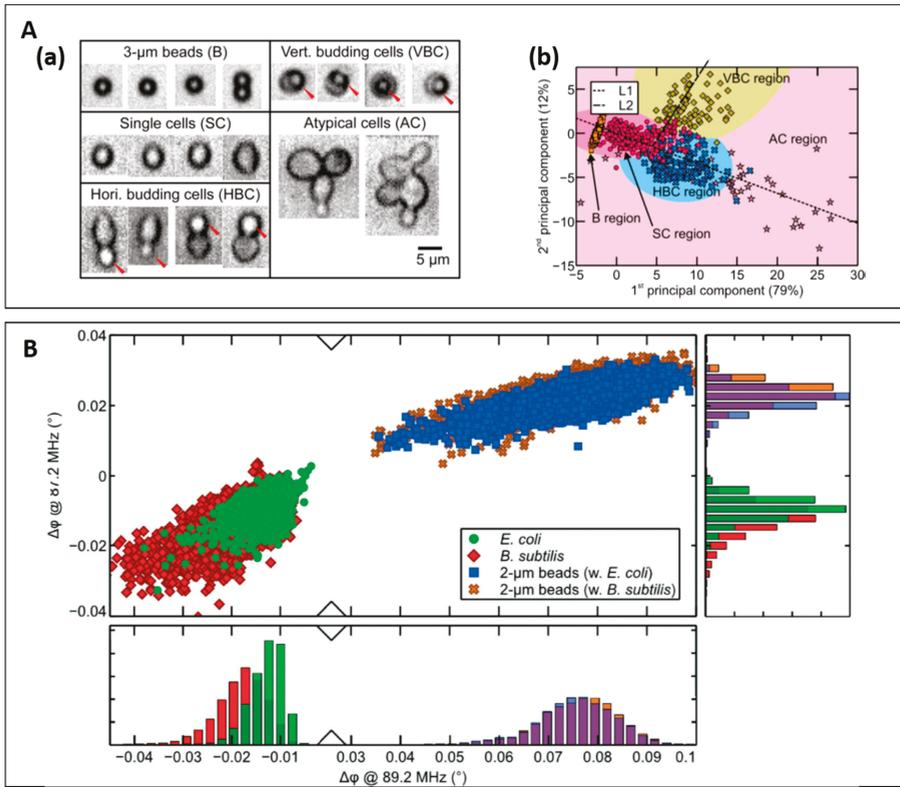 A
(a)
3-µm beads (B)
Vert. budding cells (VBC)
Single cells (SC)
Atypical cells (AC)
Hori. budding cells (HBC)
5 µm
(b)
2nd principal component (12%)
5
0
−5
−10
−15
L1
L2
VBC region
AC region
HBC region
B region
SC region
−5 0 5 10 15 20 25 30
1st principal component (79%)
B
Δφ @ 87.2 MHz (°)
0.04
0.02
0
−0.02
−0.04
E. coli
B. subtilis
2-µm beads (w. E. coli)
2-µm beads (w. B. subtilis)
−0.04 −0.03 −0.02 −0.01 0.03 0.04 0.05 0.06 0.07 0.08 0.09 0.1
Δφ @ 89.2 MHz (°)